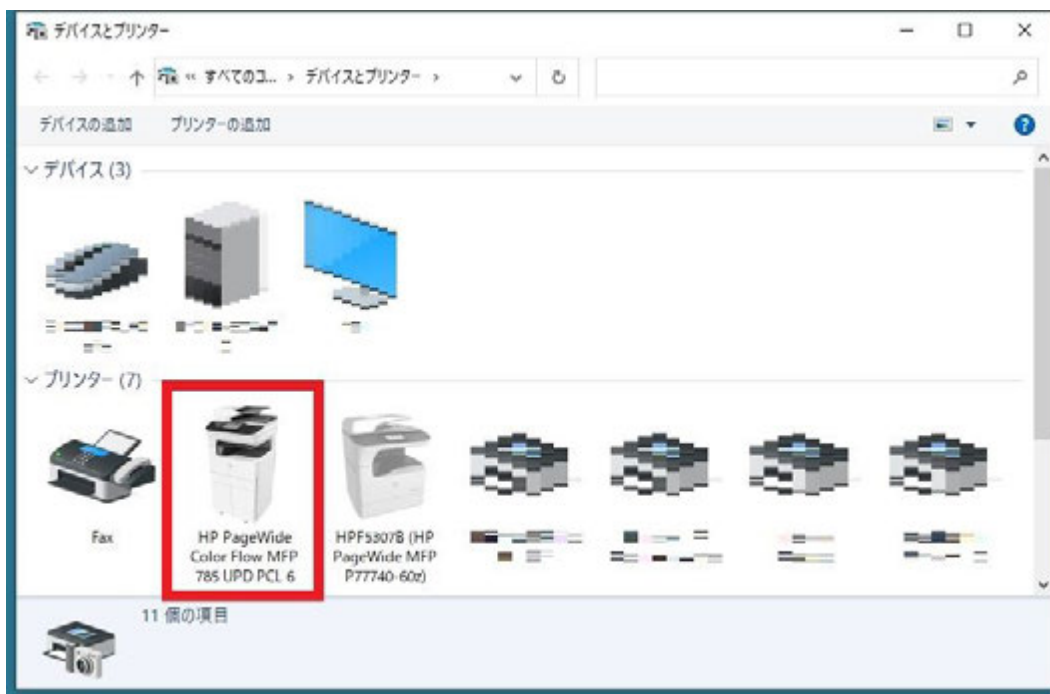 デバイスとプリンター
« すべてのコ... › デバイスとプリンター ›
デバイスの追加 プリンターの追加
デバイス (3)
プリンター (7)
Fax
HP PageWide
Color Flow MFP
785 UPD PCL 6
HPF5307B (HP
PageWide MFP
P77740-60z)
11 個の項目